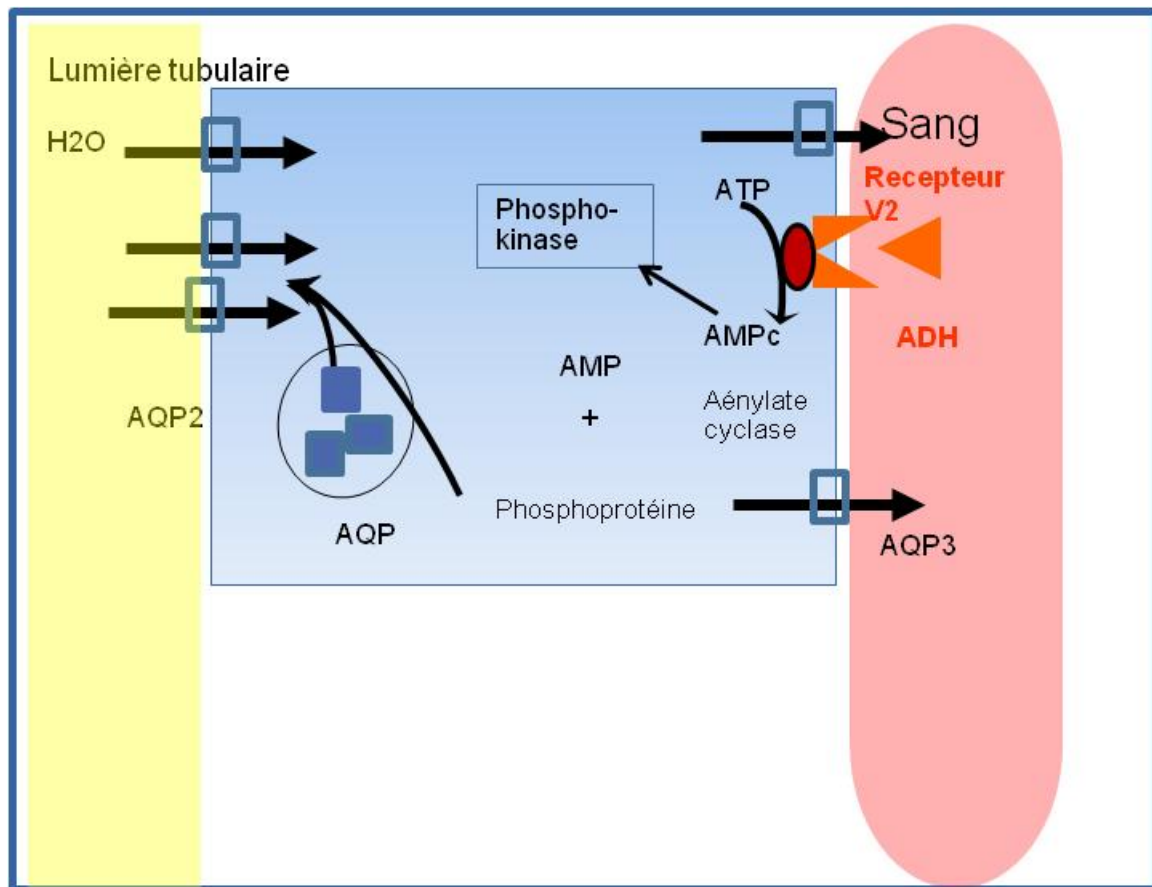 Lumière tubulaire
H2O
Sang
Recepteur
V2
ATP
Phospho-
kinase
AMPc
ADH
AMP
+
Aénylate
cyclase
AQP2
Phosphoprotéine
AQP
AQP3